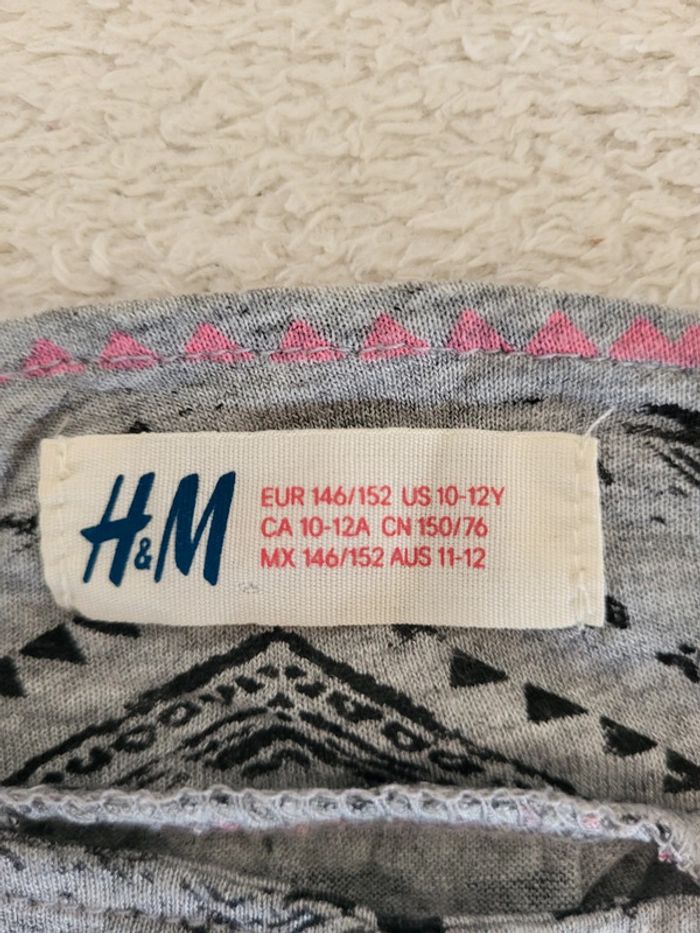 H&M
EUR 146/152 US 10-12Y
CA 10-12A CN 150/76
MX 146/152 AUS 11-12